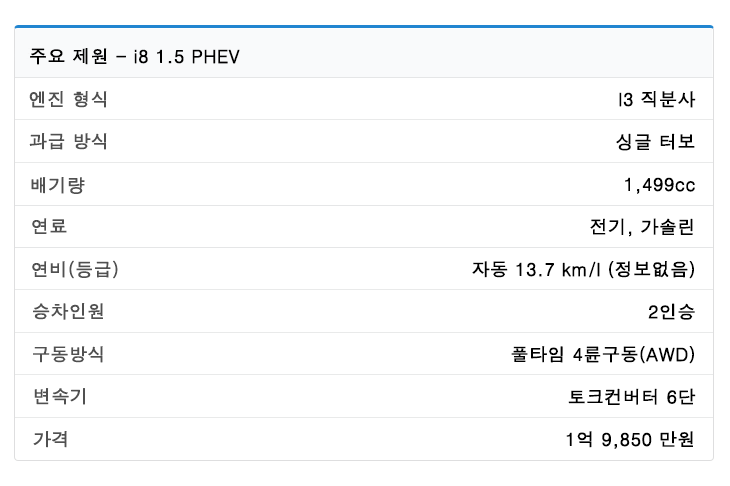 주요 제원 – i8 1.5 PHEV
엔진 형식 I3 직분사
과급 방식 싱글 터보
배기량 1,499cc
연료 전기, 가솔린
연비(등급) 자동 13.7 km/l (정보없음)
승차인원 2인승
구동방식 풀타임 4륜구동(AWD)
변속기 토크컨버터 6단
가격 1억 9,850 만원